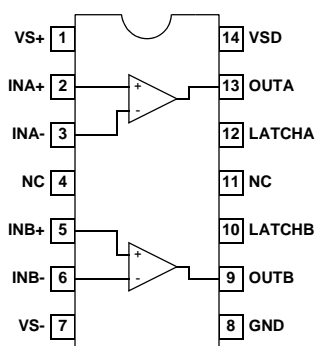 VS+ 1 14 VSD
INA+ 2 + 13 OUTA
INA- 3 - 12 LATCHA
NC 4 11 NC
INB+ 5 + 10 LATCHB
INB- 6 - 9 OUTB
VS- 7 8 GND